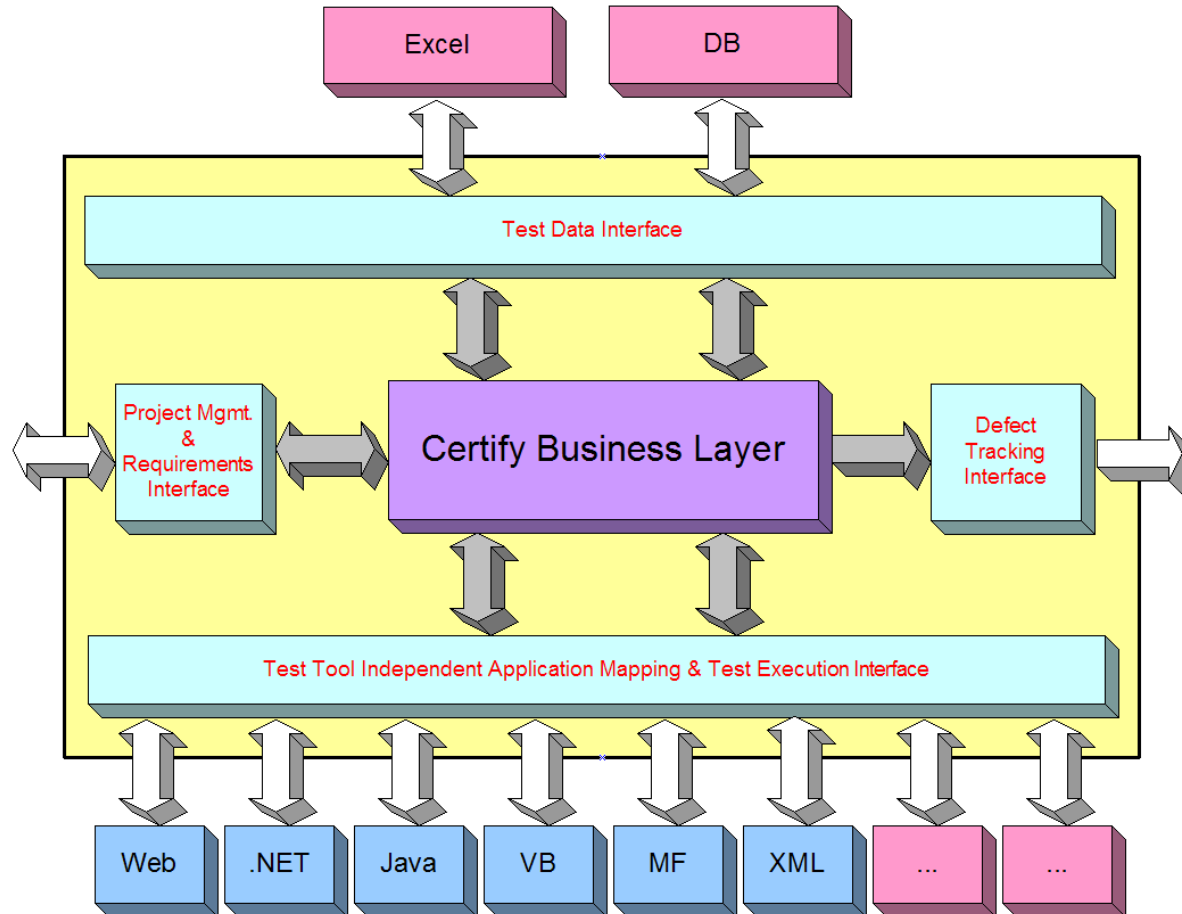 Excel
DB
Test Data Interface
Project Mgmt.
&
Requirements
Interface
Certify Business Layer
Defect
Tracking
Interface
Test Tool Independent Application Mapping & Test Execution Interface
Web
.NET
Java
VB
MF
XML
...
...